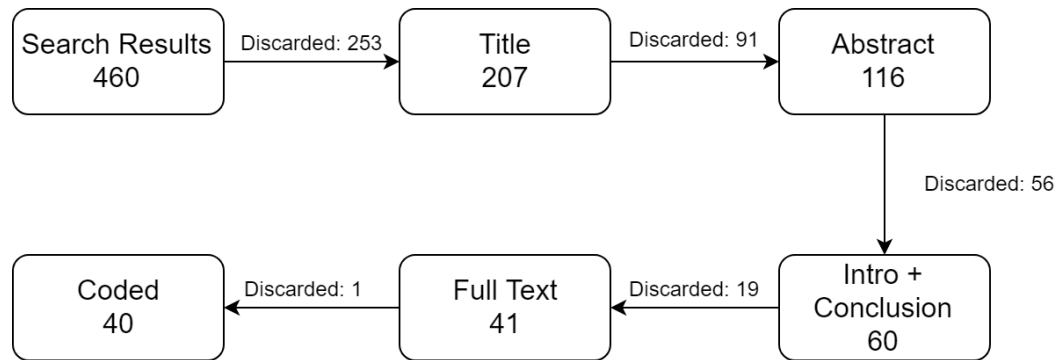 Search Results
460
Discarded: 253
Title
207
Discarded: 91
Abstract
116
Discarded: 56
Intro +
Conclusion
60
Discarded: 19
Full Text
41
Discarded: 1
Coded
40